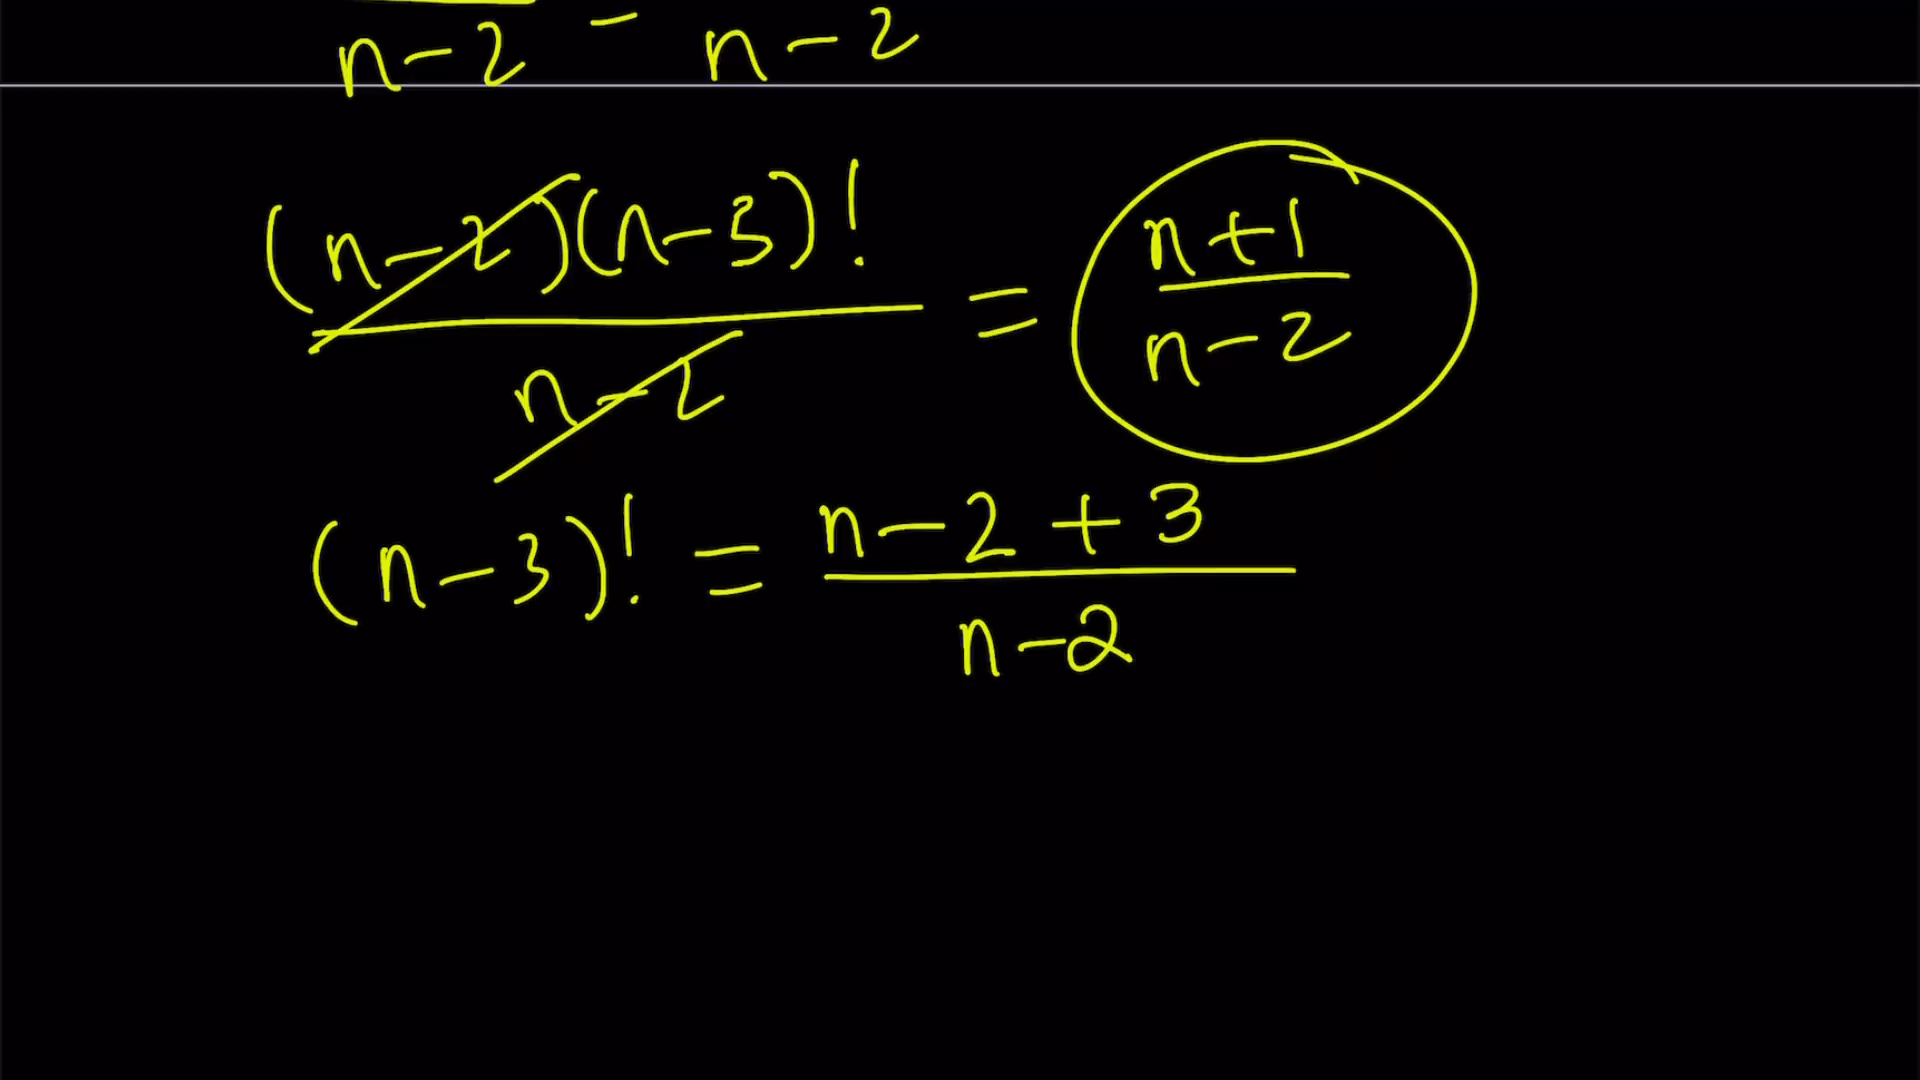 n-2 = n-2
(n-2)(n-3)! / n-2 = n+1 / n-2
(n-3)! = n-2+3 / n-2